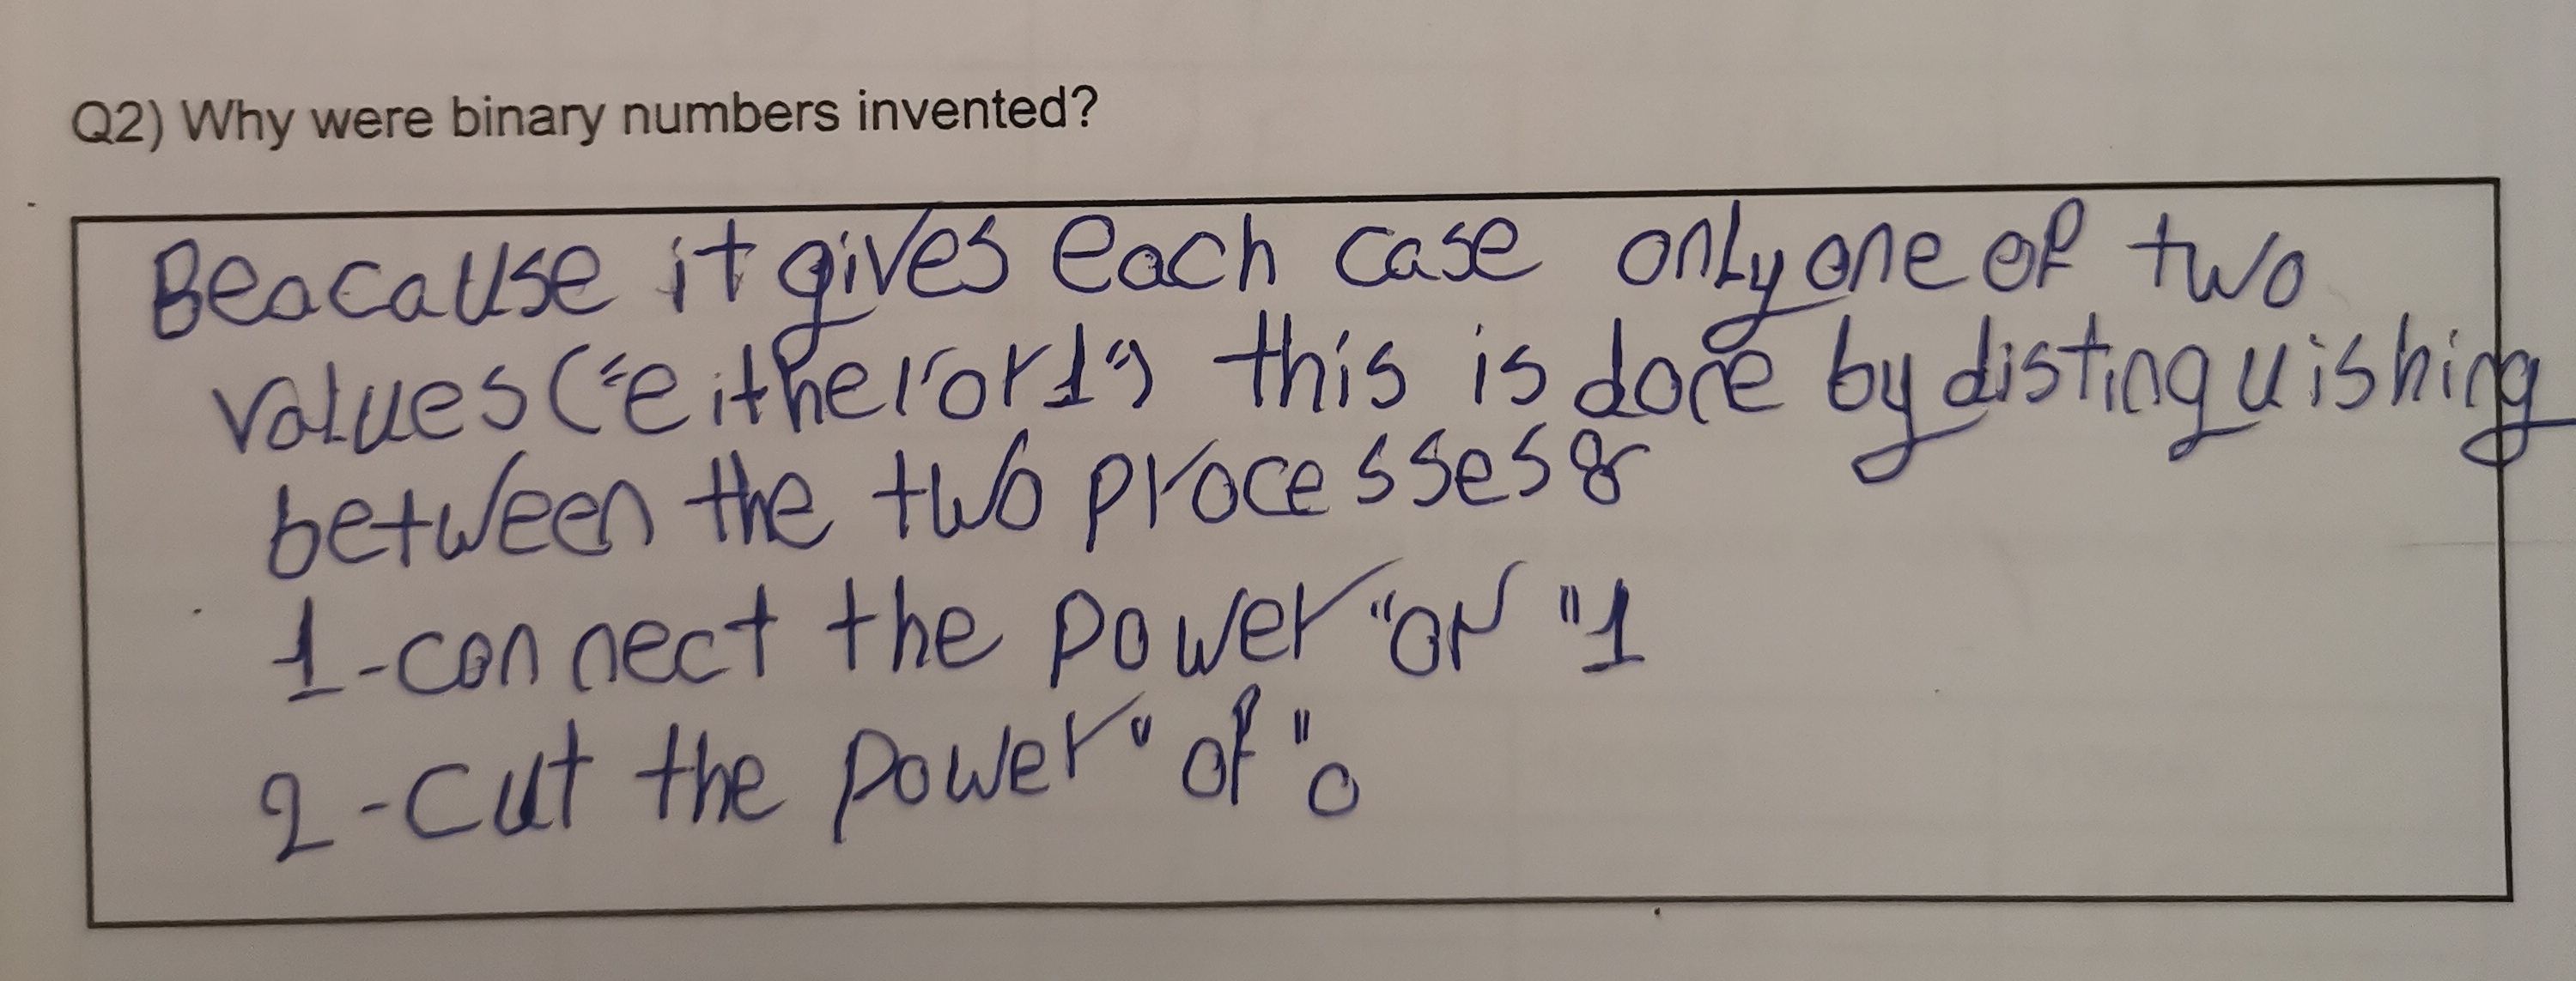 Q2) Why were binary numbers invented?
Beacause it gives each case only one of two
values ("either "or 1") this is done by distinguishing
between the two processes:
1-connect the power "on "1
2-cut the power "of "0